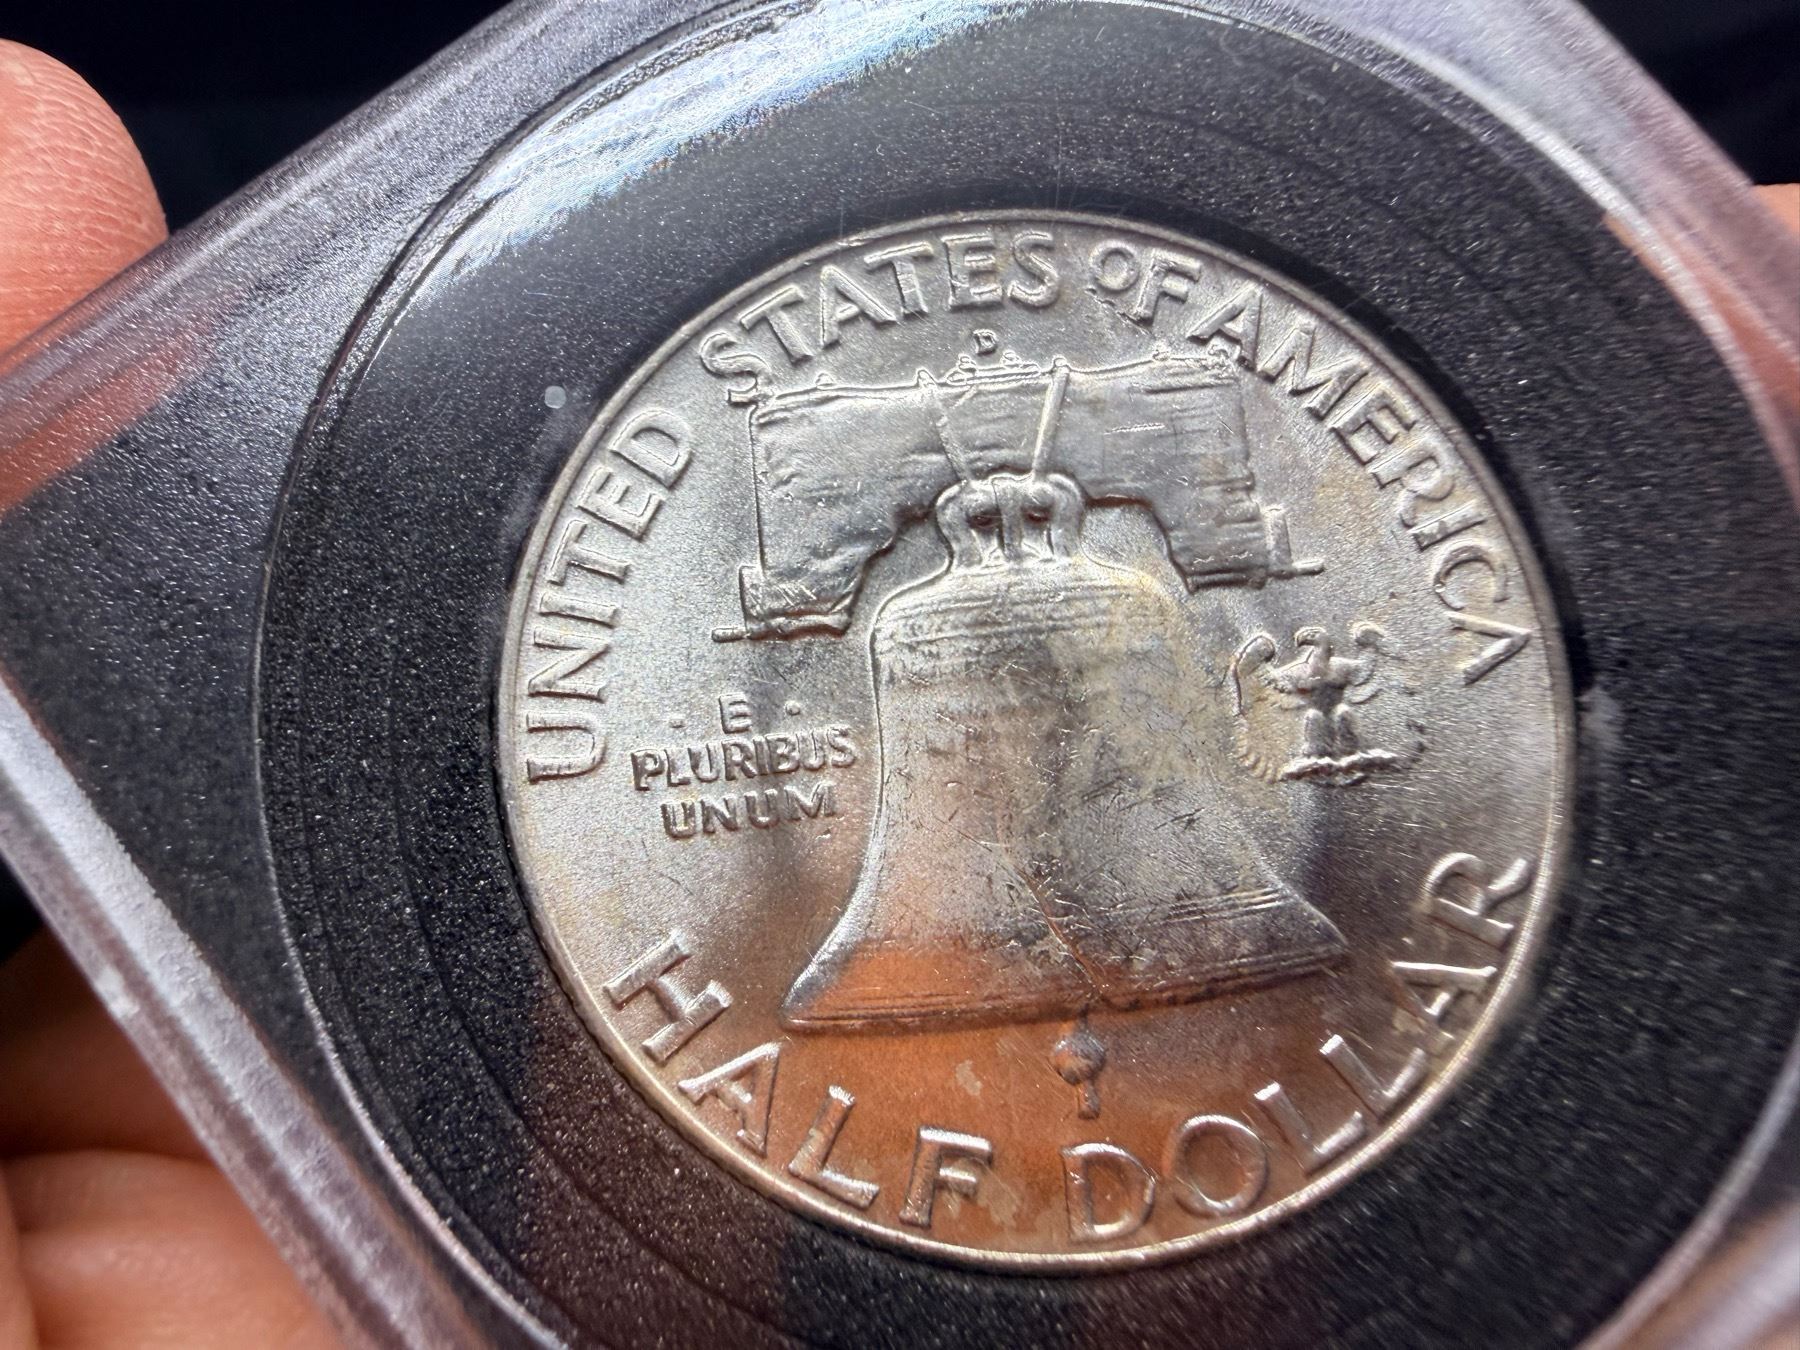 UNITED STATES OF AMERICA
D
· E ·
PLURIBUS
UNUM
HALF DOLLAR